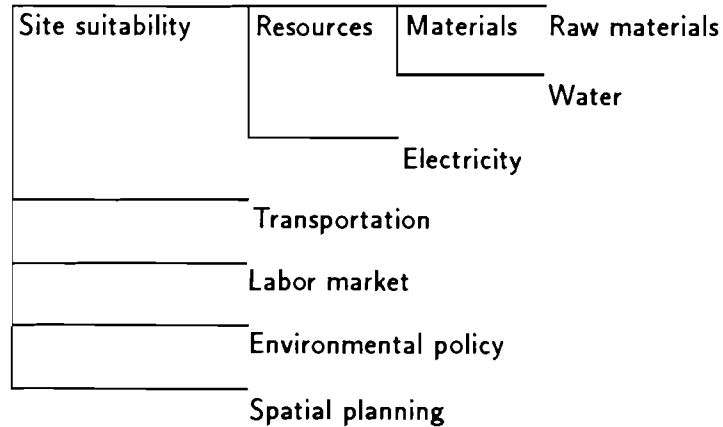 Site suitability Resources Materials Raw materials
Water
Electricity
Transportation
Labor market
Environmental policy
Spatial planning